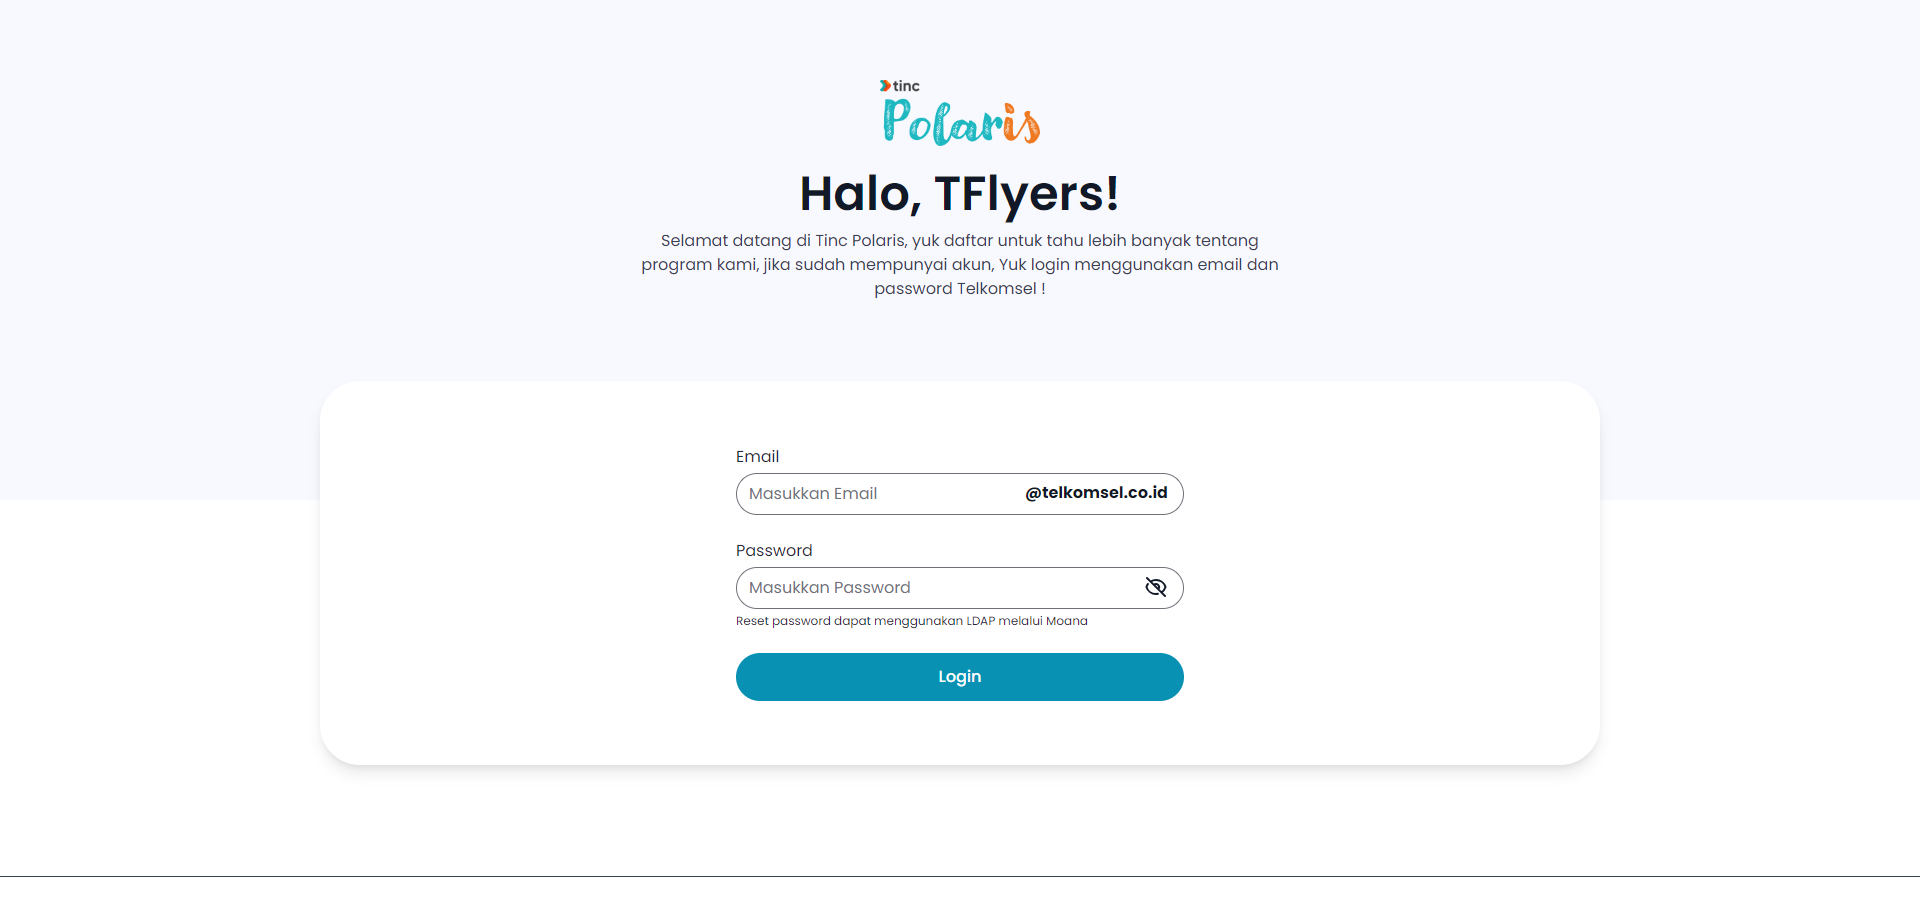 tinc
Polaris
Halo, TFlyers!
Selamat datang di Tinc Polaris, yuk daftar untuk tahu lebih banyak tentang
program kami, jika sudah mempunyai akun, Yuk login menggunakan email dan
password Telkomsel !
Email
Masukkan Email @telkomsel.co.id
Password
Masukkan Password
Reset password dapat menggunakan LDAP melalui Moana
Login